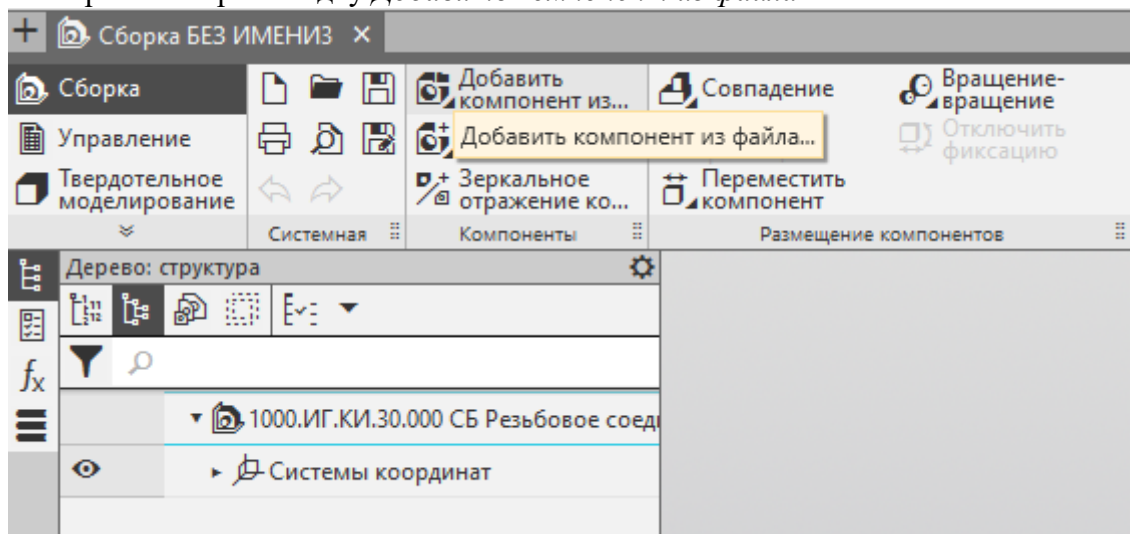 Сборка БЕЗ ИМЕНИ3
Сборка
Управление
Твердотельное
моделирование
Системная
Добавить
компонент из...
Добавить компонент из файла...
Зеркальное
отражение ко...
Компоненты
Совпадение
Переместить
компонент
Вращение-
вращение
Отключить
фиксацию
Размещение компонентов
Дерево: структура
fx
1000.ИГ.КИ.30.000 СБ Резьбовое соеди
Системы координат